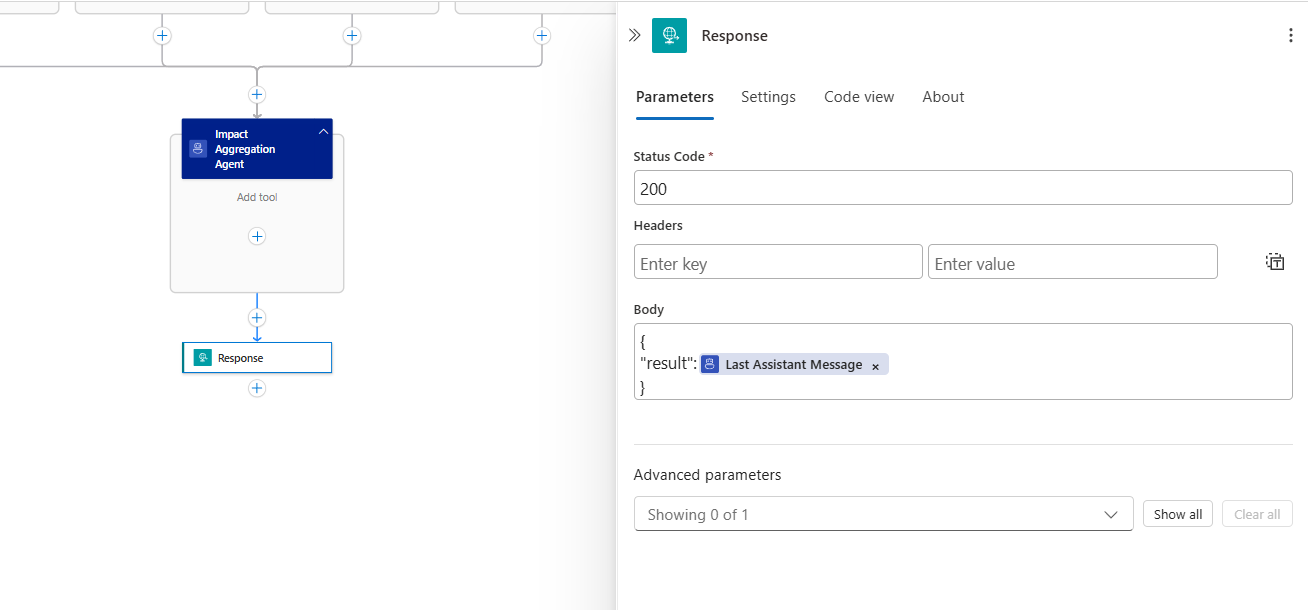 Impact
Aggregation
Agent
Add tool
Response
Response
Parameters
Settings
Code view
About
Status Code *
200
Headers
Enter key
Enter value
Body
{
"result": Last Assistant Message ×
}
Advanced parameters
Showing 0 of 1
Show all
Clear all